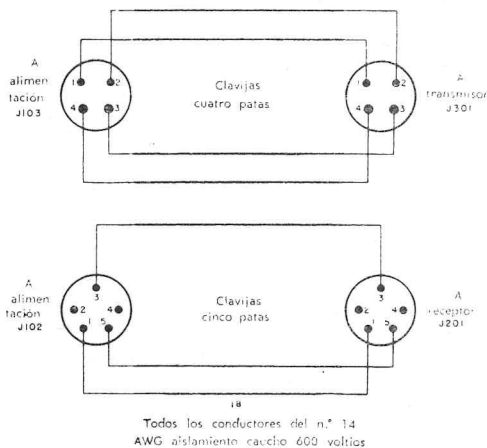 1 2
4 3
A
alimen
tación
J103
Clavijas
cuatro patas
1 2
4 3
A
transmisor
J301
3
2 4
1 5
A
alimen
tación
J102
Clavijas
cinco patas
3
2 4
1 5
A
receptor
J201
18
Todos los conductores del n.º 14
AWG aislamiento caucho 600 voltios